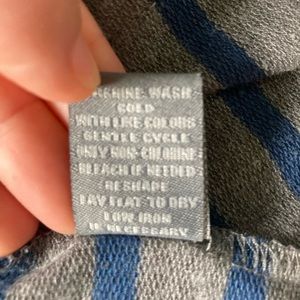 MACHINE WASH
COLD
WITH LIKE COLORS
GENTLE CYCLE
ONLY NON-CHLORINE
BLEACH IF NEEDED
RESHAPE
LAY FLAT TO DRY
LOW IRON
IF NECESSARY